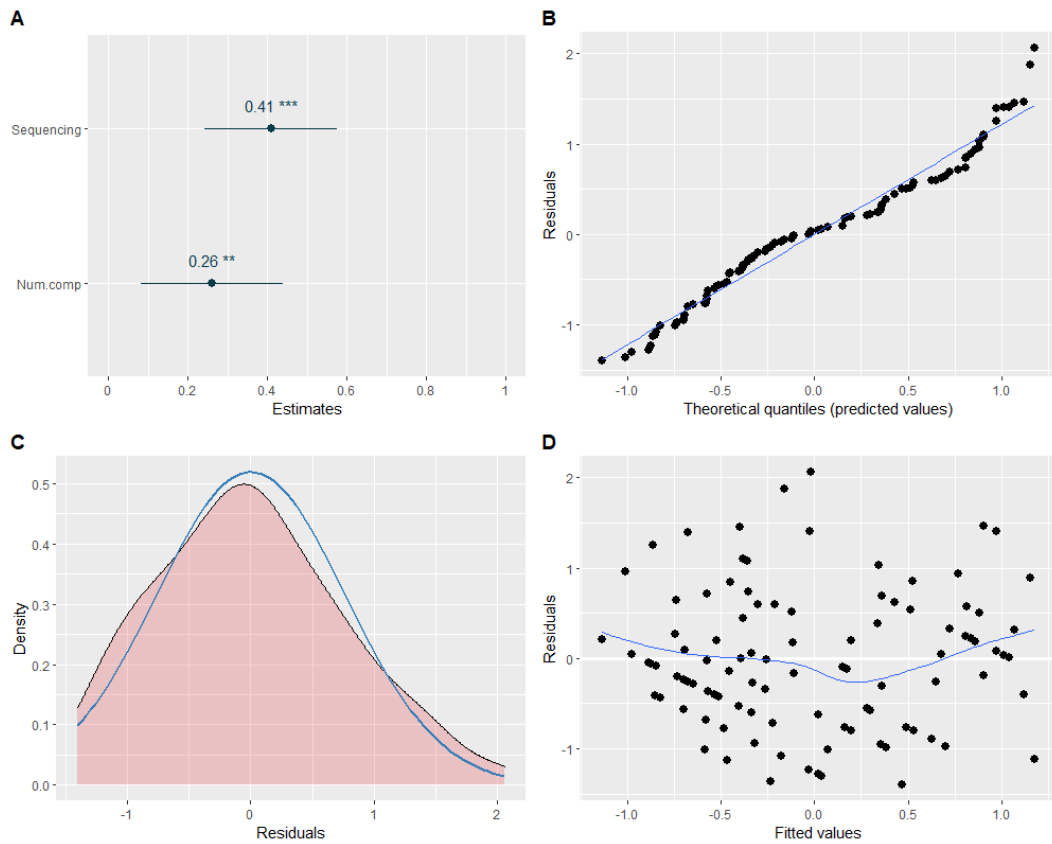 A
0.41 ***
Sequencing
0.26 **
Num.comp
0 0.2 0.4 0.6 0.8 1
Estimates
B
2
1
0
-1
Residuals
-1.0 -0.5 0.0 0.5 1.0
Theoretical quantiles (predicted values)
C
0.5
0.4
0.3
0.2
0.1
0.0
Density
-1 0 1 2
Residuals
D
2
1
0
-1
Residuals
-1.0 -0.5 0.0 0.5 1.0
Fitted values